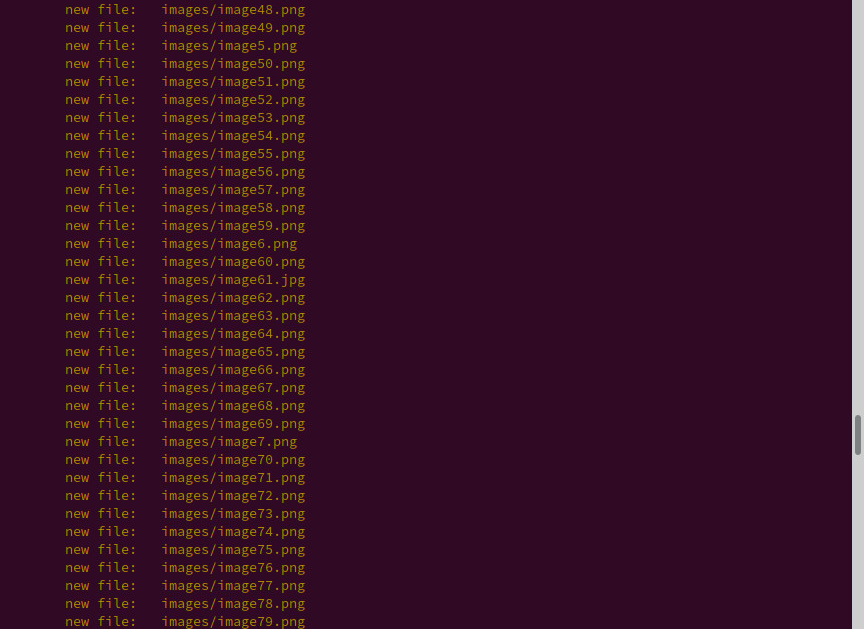 new file:   images/image48.png
new file:   images/image49.png
new file:   images/image5.png
new file:   images/image50.png
new file:   images/image51.png
new file:   images/image52.png
new file:   images/image53.png
new file:   images/image54.png
new file:   images/image55.png
new file:   images/image56.png
new file:   images/image57.png
new file:   images/image58.png
new file:   images/image59.png
new file:   images/image6.png
new file:   images/image60.png
new file:   images/image61.jpg
new file:   images/image62.png
new file:   images/image63.png
new file:   images/image64.png
new file:   images/image65.png
new file:   images/image66.png
new file:   images/image67.png
new file:   images/image68.png
new file:   images/image69.png
new file:   images/image7.png
new file:   images/image70.png
new file:   images/image71.png
new file:   images/image72.png
new file:   images/image73.png
new file:   images/image74.png
new file:   images/image75.png
new file:   images/image76.png
new file:   images/image77.png
new file:   images/image78.png
new file:   images/image79.png